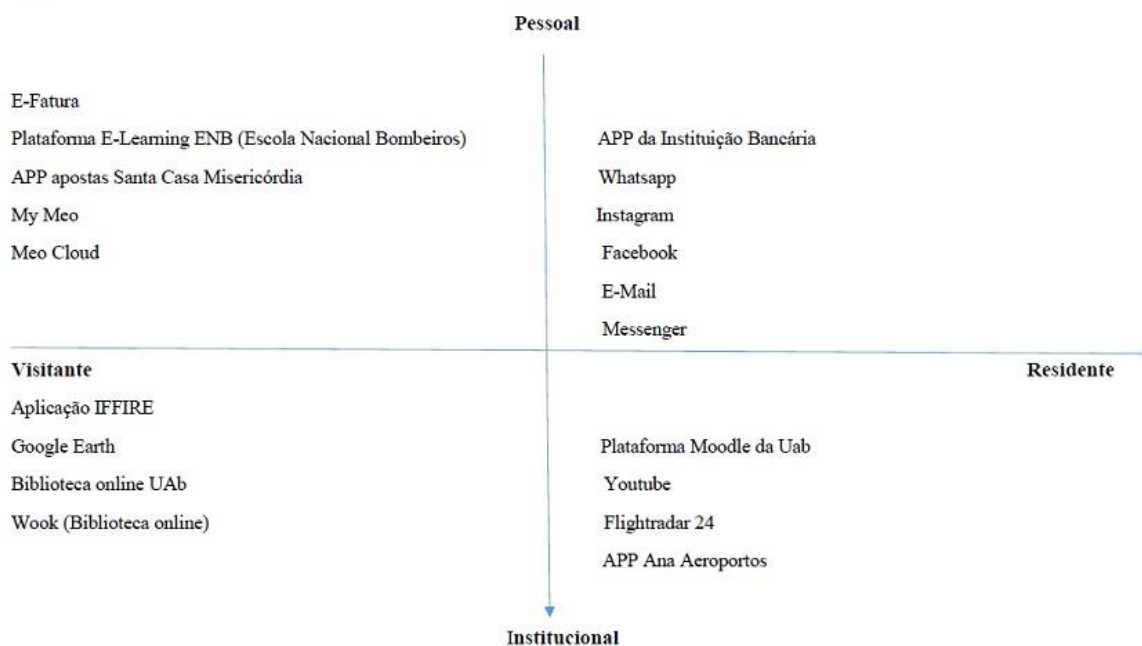 Pessoal
E-Fatura
Plataforma E-Learning ENB (Escola Nacional Bombeiros)
APP apostas Santa Casa Misericórdia
My Meo
Meo Cloud
APP da Instituição Bancária
Whatsapp
Instagram
Facebook
E-Mail
Messenger
Visitante
Residente
Aplicação IFFIRE
Google Earth
Biblioteca online UAb
Wook (Biblioteca online)
Plataforma Moodle da Uab
Youtube
Flightradar 24
APP Ana Aeroportos
Institucional